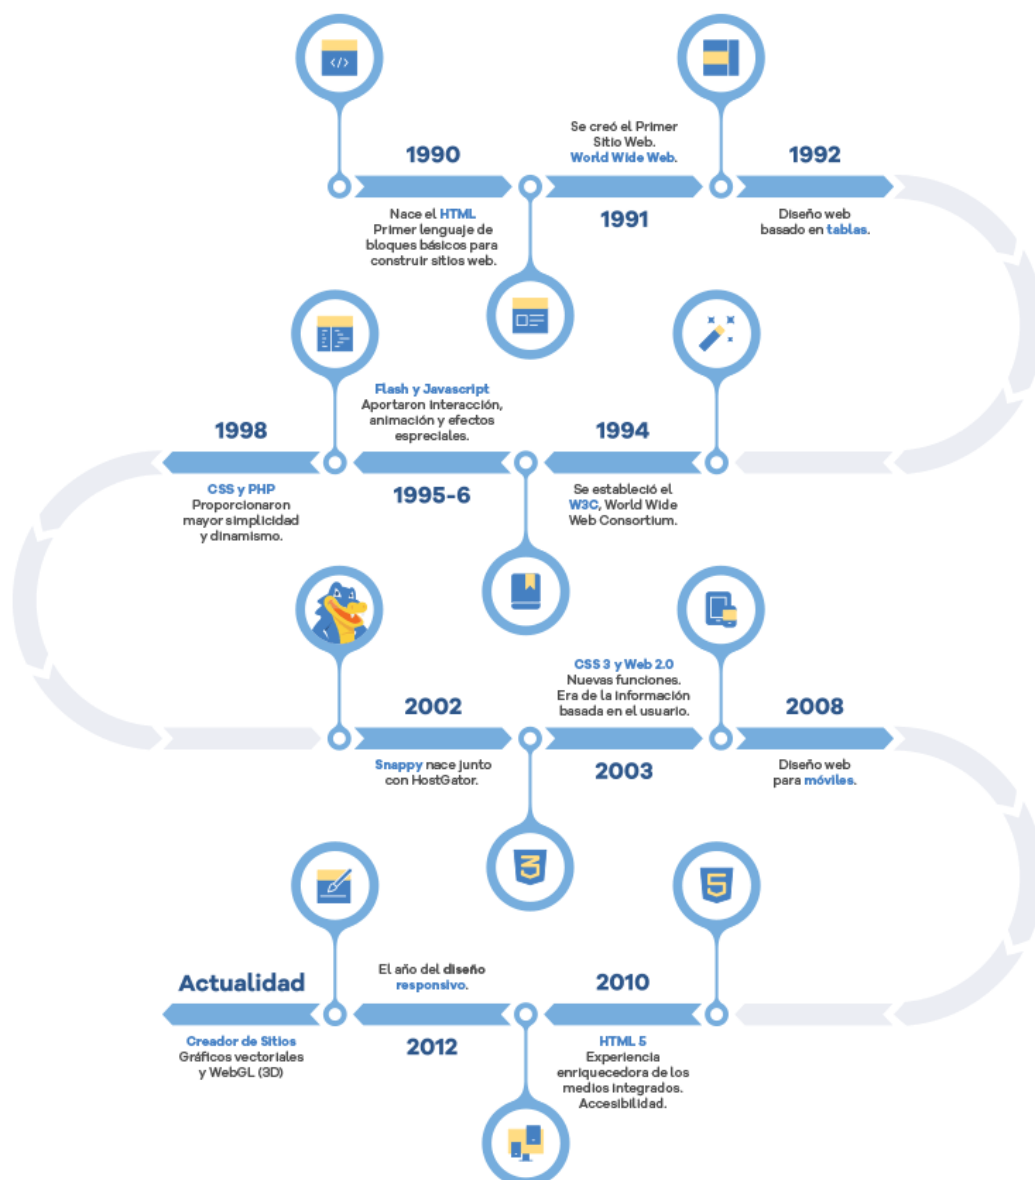 </>
1990
Nace el HTML
Primer lenguaje de
bloques básicos para
construir sitios web.
Se creó el Primer
Sitio Web.
World Wide Web.
1991
1992
Diseño web
basado en tablas.
1994
Se estableció el
W3C, World Wide
Web Consortium.
Flash y Javascript
Aportaron interacción,
animación y efectos
espreciales.
1995-6
1998
CSS y PHP
Proporcionaron
mayor simplicidad
y dinamismo.
2002
Snappy nace junto
con HostGator.
CSS 3 y Web 2.0
Nuevas funciones.
Era de la información
basada en el usuario.
2003
3
2008
Diseño web
para móviles.
5
2010
HTML 5
Experiencia
enriquecedora de los
medios integrados.
Accesibilidad.
El año del diseño
responsivo.
2012
Actualidad
Creador de Sitios
Gráficos vectoriales
y WebGL (3D)